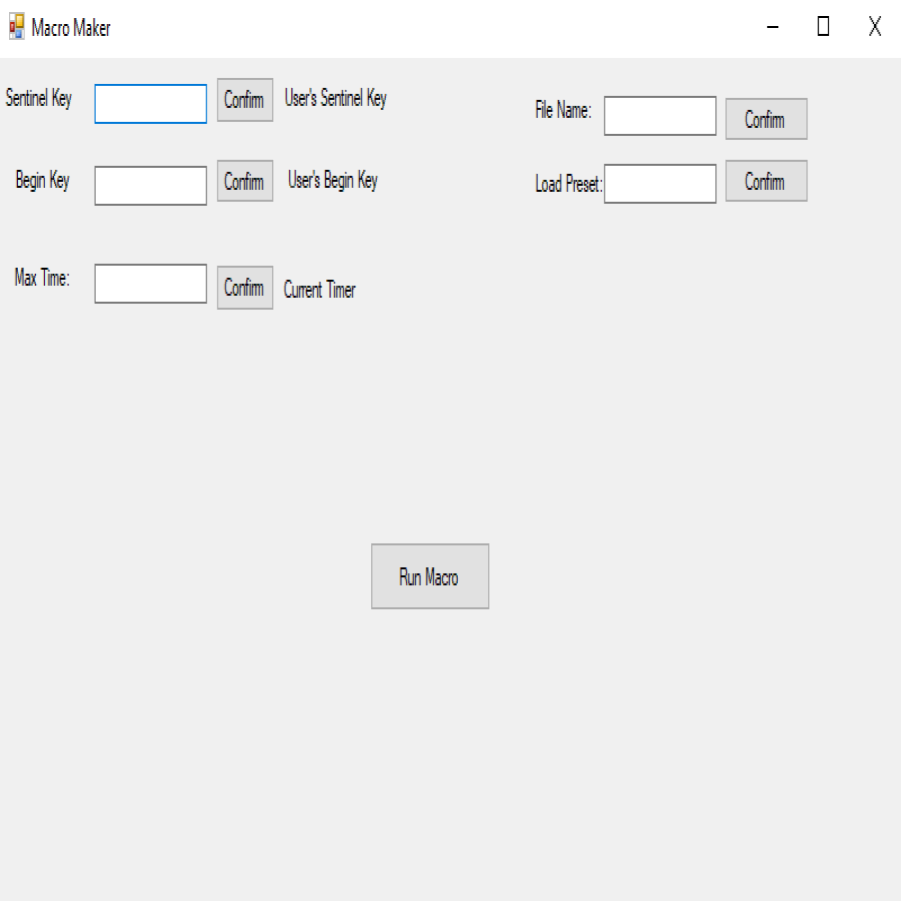 Macro Maker
Sentinel Key
Confirm
User's Sentinel Key
File Name:
Confirm
Begin Key
Confirm
User's Begin Key
Load Preset:
Confirm
Max Time:
Confirm
Current Timer
Run Macro